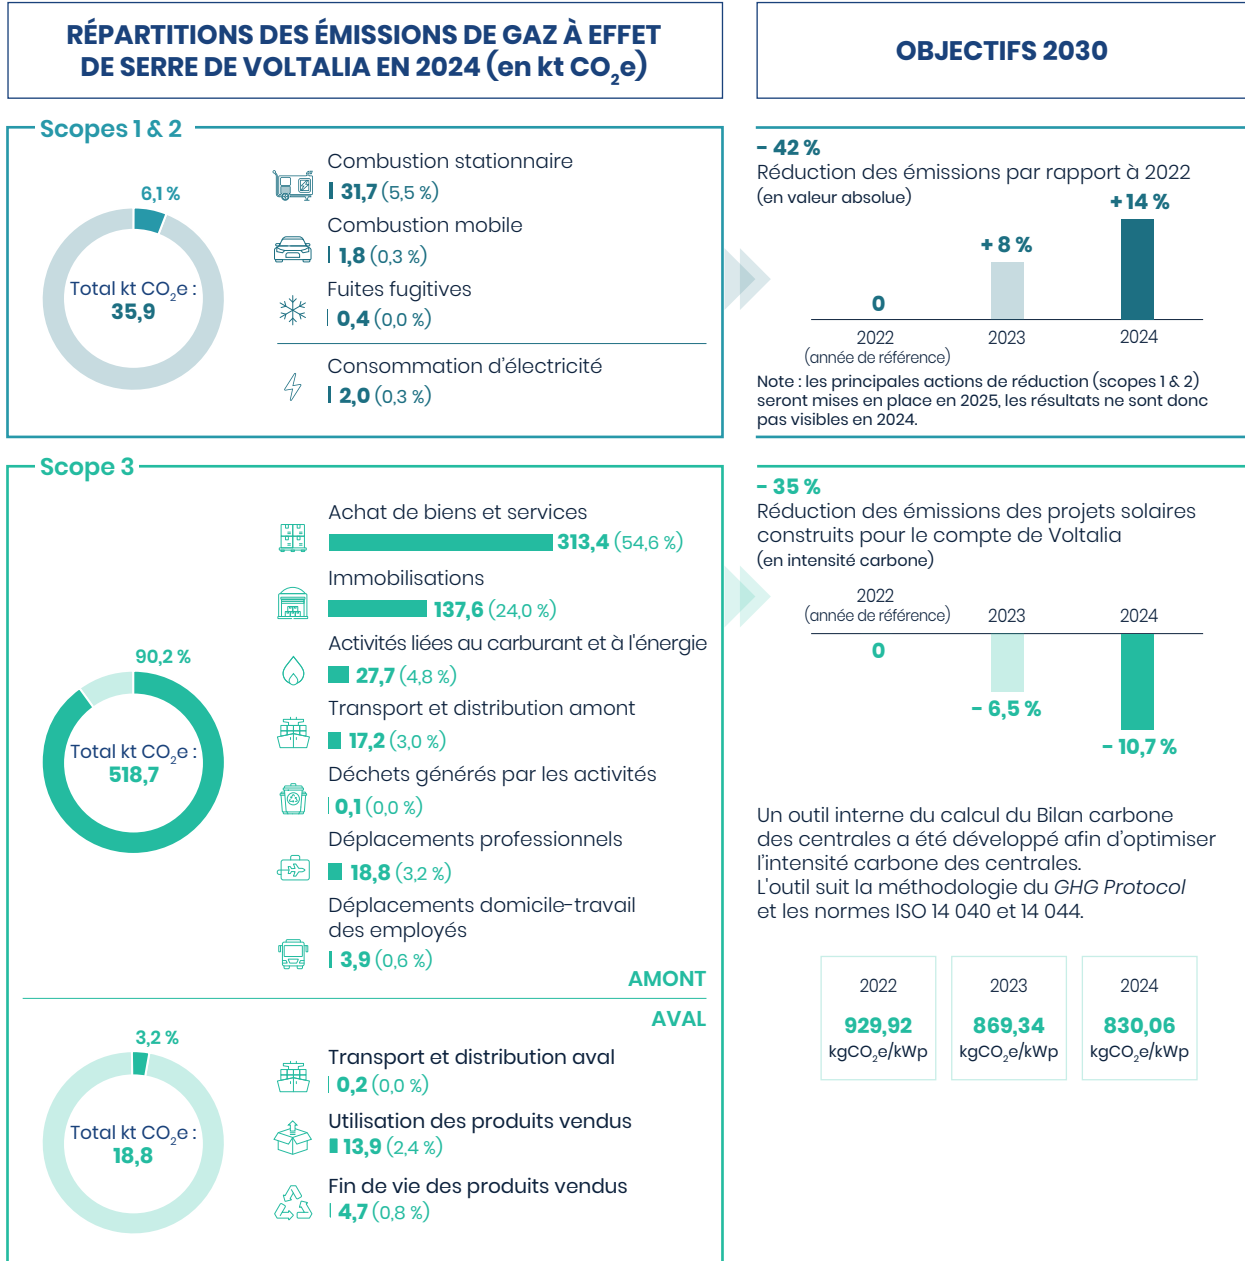 RÉPARTITIONS DES ÉMISSIONS DE GAZ À EFFET
DE SERRE DE VOLTALIA EN 2024 (en kt CO₂e)
OBJECTIFS 2030
Scopes 1 & 2
6,1 %
Total kt CO₂e :
35,9
Combustion stationnaire
31,7 (5,5 %)
Combustion mobile
1,8 (0,3 %)
Fuites fugitives
0,4 (0,0 %)
Consommation d’électricité
2,0 (0,3 %)
- 42 %
Réduction des émissions par rapport à 2022
(en valeur absolue)
+ 14 %
+ 8 %
0
2022
(année de référence)
2023
2024
Note : les principales actions de réduction (scopes 1 & 2)
seront mises en place en 2025, les résultats ne sont donc
pas visibles en 2024.
Scope 3
90,2 %
Total kt CO₂e :
518,7
Achat de biens et services
313,4 (54,6 %)
Immobilisations
137,6 (24,0 %)
Activités liées au carburant et à l'énergie
27,7 (4,8 %)
Transport et distribution amont
17,2 (3,0 %)
Déchets générés par les activités
0,1 (0,0 %)
Déplacements professionnels
18,8 (3,2 %)
Déplacements domicile-travail
des employés
3,9 (0,6 %)
AMONT
AVAL
3,2 %
Total kt CO₂e :
18,8
Transport et distribution aval
0,2 (0,0 %)
Utilisation des produits vendus
13,9 (2,4 %)
Fin de vie des produits vendus
4,7 (0,8 %)
- 35 %
Réduction des émissions des projets solaires
construits pour le compte de Voltalia
(en intensité carbone)
2022
(année de référence)
2023
2024
0
- 6,5 %
- 10,7 %
Un outil interne du calcul du Bilan carbone
des centrales a été développé afin d’optimiser
l’intensité carbone des centrales.
L'outil suit la méthodologie du GHG Protocol
et les normes ISO 14 040 et 14 044.
2022
929,92
kgCO₂e/kWp
2023
869,34
kgCO₂e/kWp
2024
830,06
kgCO₂e/kWp